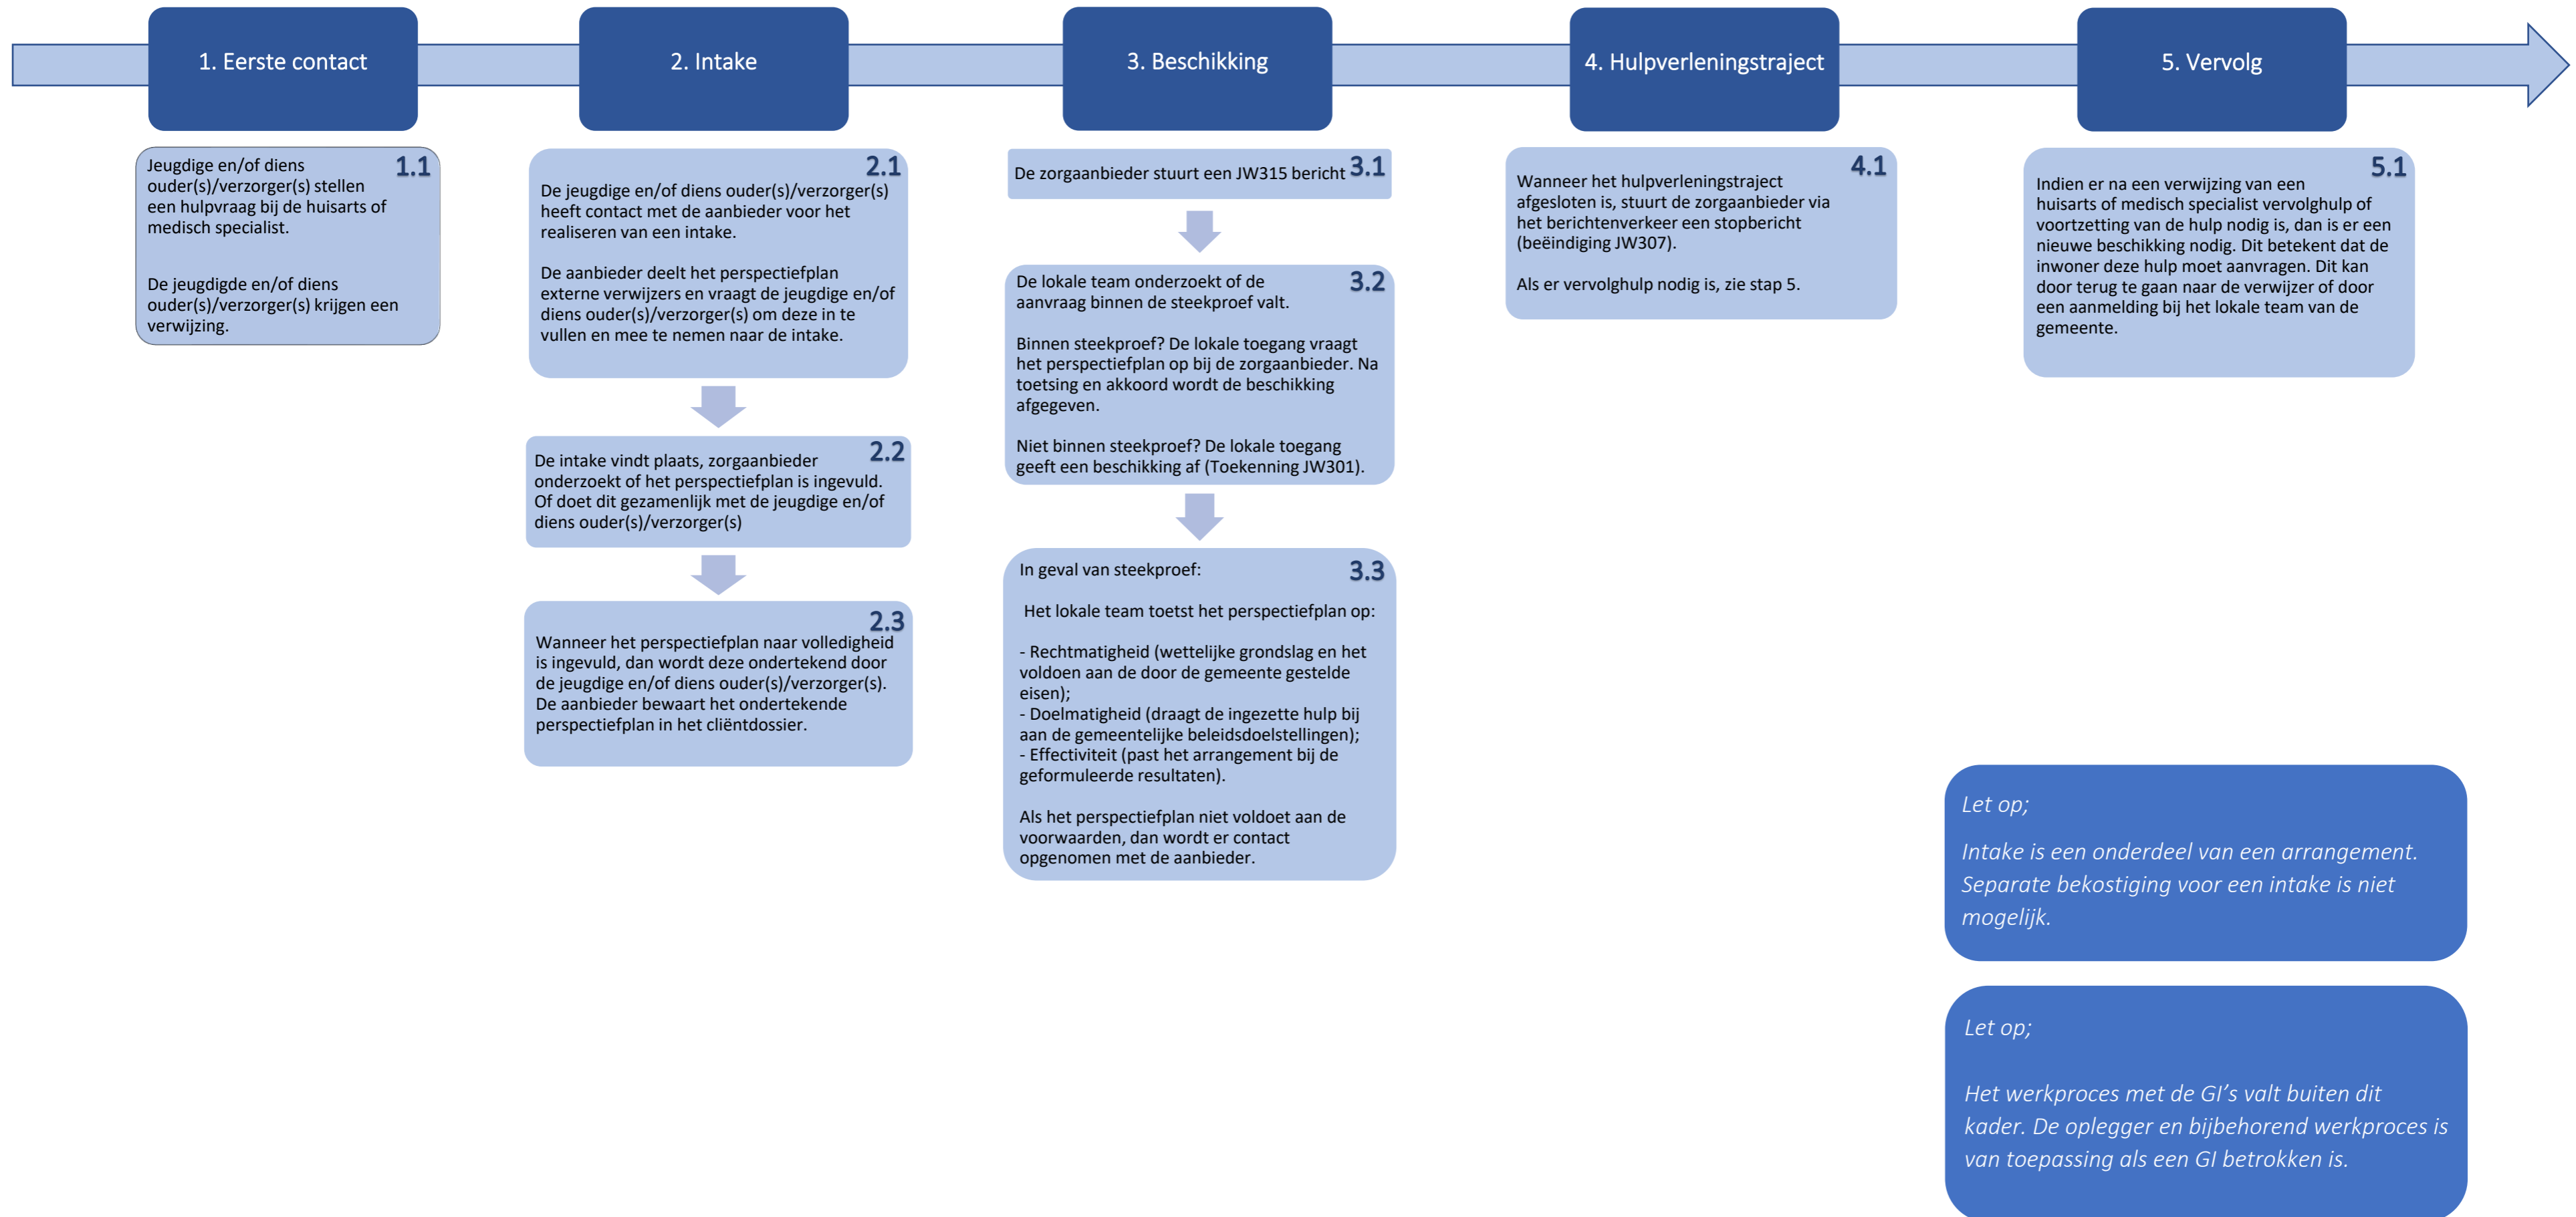 1. Eerste contact
2. Intake
3. Beschikking
4. Hulpverleningstraject
5. Vervolg
1.1
Jeugdige en/of diens
ouder(s)/verzorger(s) stellen
een hulpvraag bij de huisarts of
medisch specialist.
De jeugdigde en/of diens
ouder(s)/verzorger(s) krijgen een
verwijzing.
2.1
De jeugdige en/of diens ouder(s)/verzorger(s)
heeft contact met de aanbieder voor het
realiseren van een intake.
De aanbieder deelt het perspectiefplan
externe verwijzers en vraagt de jeugdige en/of
diens ouder(s)/verzorger(s) om deze in te
vullen en mee te nemen naar de intake.
2.2
De intake vindt plaats, zorgaanbieder
onderzoekt of het perspectiefplan is ingevuld.
Of doet dit gezamenlijk met de jeugdige en/of
diens ouder(s)/verzorger(s)
2.3
Wanneer het perspectiefplan naar volledigheid
is ingevuld, dan wordt deze ondertekend door
de jeugdige en/of diens ouder(s)/verzorger(s).
De aanbieder bewaart het ondertekende
perspectiefplan in het cliëntdossier.
De zorgaanbieder stuurt een JW315 bericht 3.1
3.2
De lokale team onderzoekt of de
aanvraag binnen de steekproef valt.
Binnen steekproef? De lokale toegang vraagt
het perspectiefplan op bij de zorgaanbieder. Na
toetsing en akkoord wordt de beschikking
afgegeven.
Niet binnen steekproef? De lokale toegang
geeft een beschikking af (Toekenning JW301).
3.3
In geval van steekproef:
Het lokale team toetst het perspectiefplan op:
- Rechtmatigheid (wettelijke grondslag en het
voldoen aan de door de gemeente gestelde
eisen);
- Doelmatigheid (draagt de ingezette hulp bij
aan de gemeentelijke beleidsdoelstellingen);
- Effectiviteit (past het arrangement bij de
geformuleerde resultaten).
Als het perspectiefplan niet voldoet aan de
voorwaarden, dan wordt er contact
opgenomen met de aanbieder.
4.1
Wanneer het hulpverleningstraject
afgesloten is, stuurt de zorgaanbieder via
het berichtenverkeer een stopbericht
(beëindiging JW307).
Als er vervolghulp nodig is, zie stap 5.
5.1
Indien er na een verwijzing van een
huisarts of medisch specialist vervolghulp of
voortzetting van de hulp nodig is, dan is er een
nieuwe beschikking nodig. Dit betekent dat de
inwoner deze hulp moet aanvragen. Dit kan
door terug te gaan naar de verwijzer of door
een aanmelding bij het lokale team van de
gemeente.
Let op;
Intake is een onderdeel van een arrangement.
Separate bekostiging voor een intake is niet
mogelijk.
Let op;
Het werkproces met de GI's valt buiten dit
kader. De oplegger en bijbehorend werkproces is
van toepassing als een GI betrokken is.